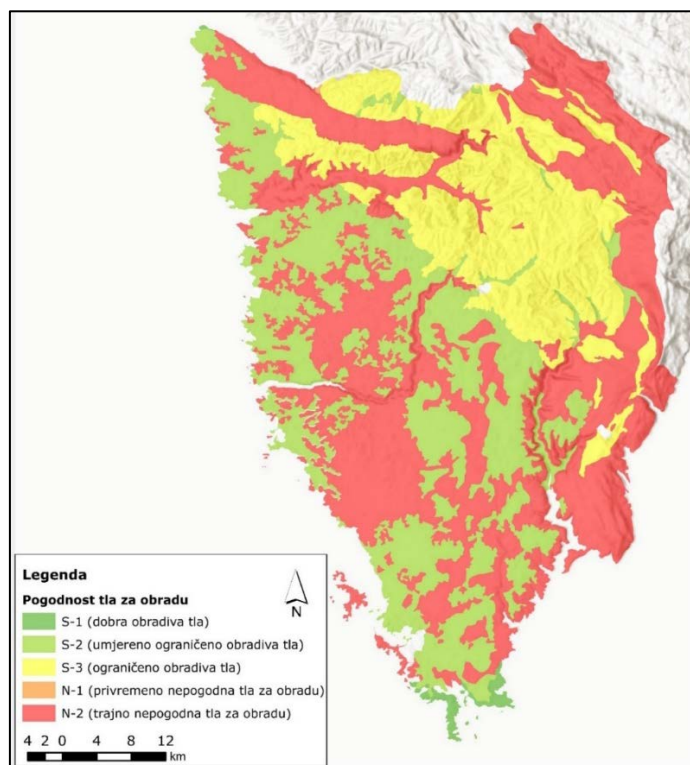 Legenda
Pogodnost tla za obradu
N
S-1 (dobra obradiva tla)
S-2 (umjereno ograničeno obradiva tla)
S-3 (ograničeno obradiva tla)
N-1 (privremeno nepogodna tla za obradu)
N-2 (trajno nepogodna tla za obradu)
4 2 0 4 8 12
km